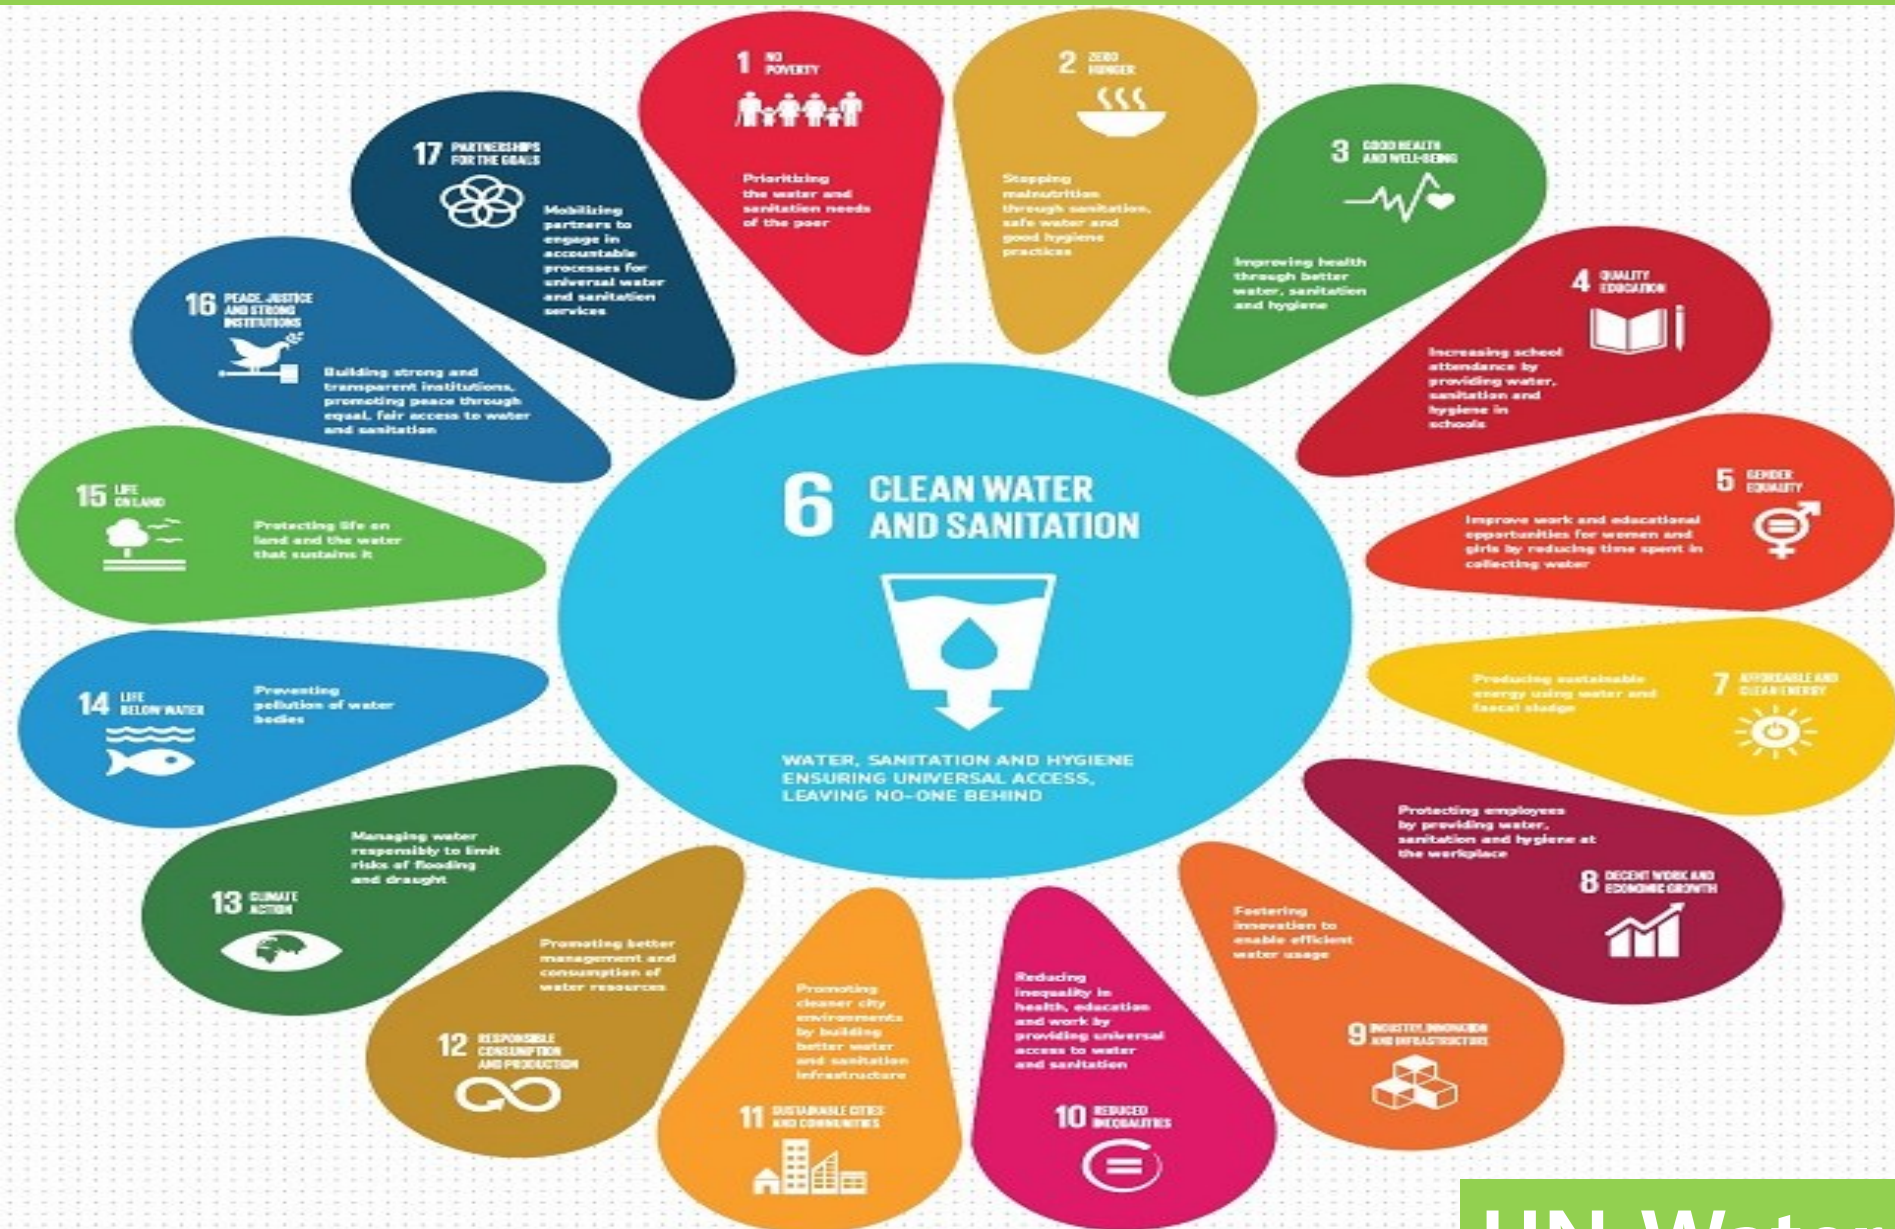 1 NO
POVERTY
Prioritizing
the water and
sanitation needs
of the poor
2 ZERO
HUNGER
Stopping
malnutrition
through sanitation,
safe water and
good hygiene
practices
3 GOOD HEALTH
AND WELL-BEING
Improving health
through better
water, sanitation
and hygiene
4 QUALITY
EDUCATION
Increasing school
attendance by
providing water,
sanitation and
hygiene in
schools
5 GENDER
EQUALITY
Improve work and educational
opportunities for women and
girls by reducing time spent in
collecting water
6 CLEAN WATER
AND SANITATION
WATER, SANITATION AND HYGIENE
ENSURING UNIVERSAL ACCESS,
LEAVING NO-ONE BEHIND
7 AFFORDABLE AND
CLEAN ENERGY
Producing sustainable
energy using water and
faecal sludge
8 DECENT WORK AND
ECONOMIC GROWTH
Protecting employees
by providing water,
sanitation and hygiene at
the workplace
9 INDUSTRY, INNOVATION
AND INFRASTRUCTURE
Fostering
innovation to
enable efficient
water usage
10 REDUCED
INEQUALITIES
Reducing
inequality in
health, education
and work by
providing universal
access to water
and sanitation
11 SUSTAINABLE CITIES
AND COMMUNITIES
Promoting
cleaner city
environments
by building
better water
and sanitation
infrastructure
12 RESPONSIBLE
CONSUMPTION
AND PRODUCTION
Promoting better
management and
consumption of
water resources
13 CLIMATE
ACTION
Managing water
responsibly to limit
risks of flooding
and draught
14 LIFE
BELOW WATER
Preventing
pollution of water
bodies
15 LIFE
ON LAND
Protecting life on
land and the water
that sustains it
16 PEACE, JUSTICE
AND STRONG
INSTITUTIONS
Building strong and
transparent institutions,
promoting peace through
equal, fair access to water
and sanitation
17 PARTNERSHIPS
FOR THE GOALS
Mobilizing
partners to
engage in
accountable
processes for
universal water
and sanitation
services
UN-Water